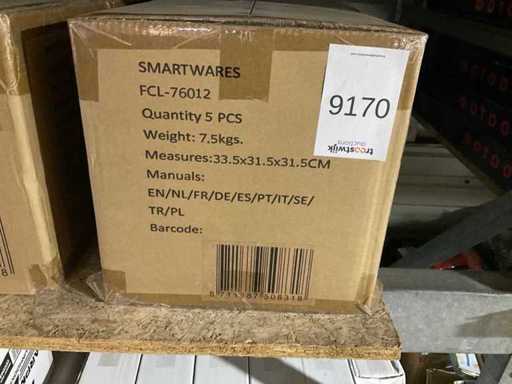 SMARTWARES
FCL-76012
Quantity 5 PCS
Weight: 7,5kgs.
Measures:33.5x31.5x31.5CM
Manuals:
EN/NL/FR/DE/ES/PT/IT/SE/
TR/PL
Barcode:
9170
troostwijk
auctions